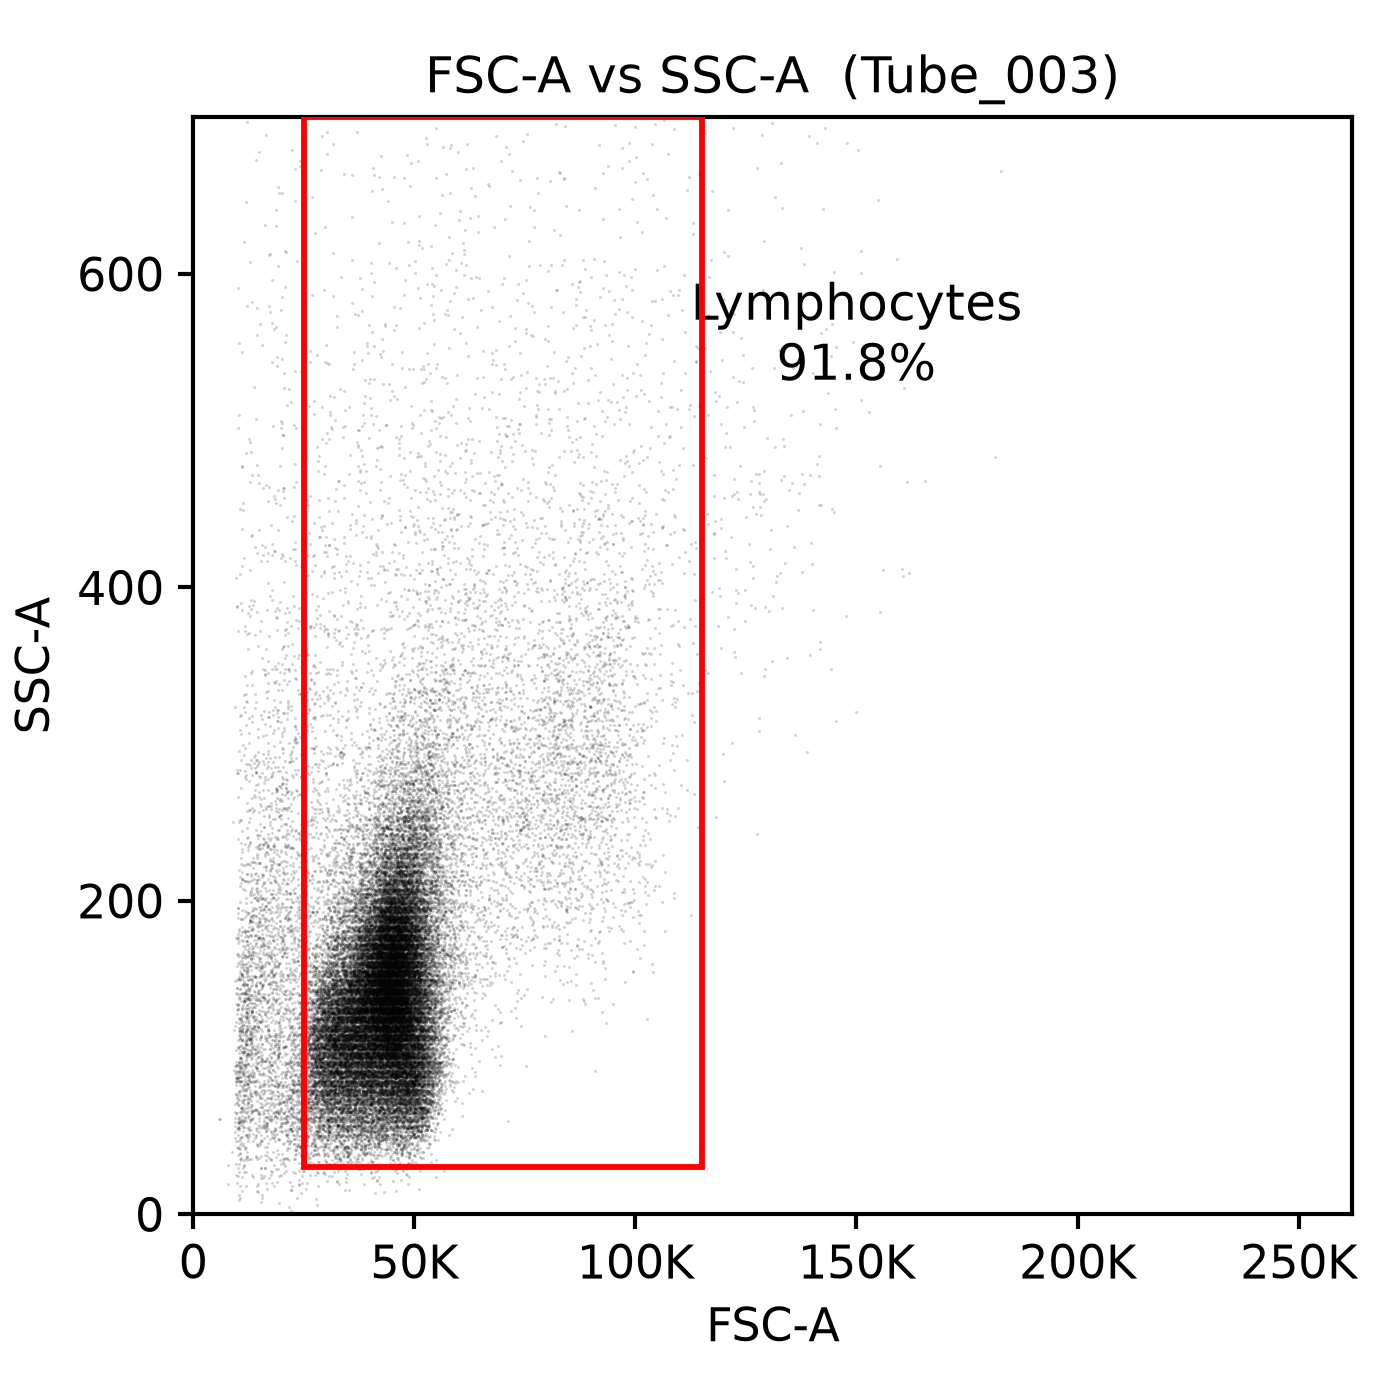 FSC-A vs SSC-A (Tube_003)
Lymphocytes
91.8%
600
400
200
0
SSC-A
0 50K 100K 150K 200K 250K
FSC-A